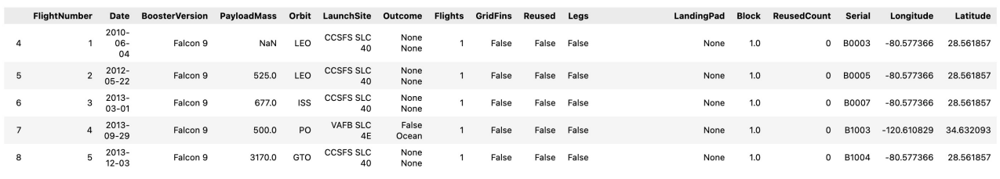 FlightNumber Date BoosterVersion PayloadMass Orbit LaunchSite Outcome Flights GridFins Reused Legs LandingPad Block ReusedCount Serial Longitude Latitude
4 1 2010-06-04 Falcon 9 NaN LEO CCSFS SLC 40 None None 1 False False False None 1.0 0 B0003 -80.577366 28.561857
5 2 2012-05-22 Falcon 9 525.0 LEO CCSFS SLC 40 None None 1 False False False None 1.0 0 B0005 -80.577366 28.561857
6 3 2013-03-01 Falcon 9 677.0 ISS CCSFS SLC 40 None None 1 False False False None 1.0 0 B0007 -80.577366 28.561857
7 4 2013-09-29 Falcon 9 500.0 PO VAFB SLC 4E False Ocean 1 False False False None 1.0 0 B1003 -120.610829 34.632093
8 5 2013-12-03 Falcon 9 3170.0 GTO CCSFS SLC 40 None None 1 False False False None 1.0 0 B1004 -80.577366 28.561857